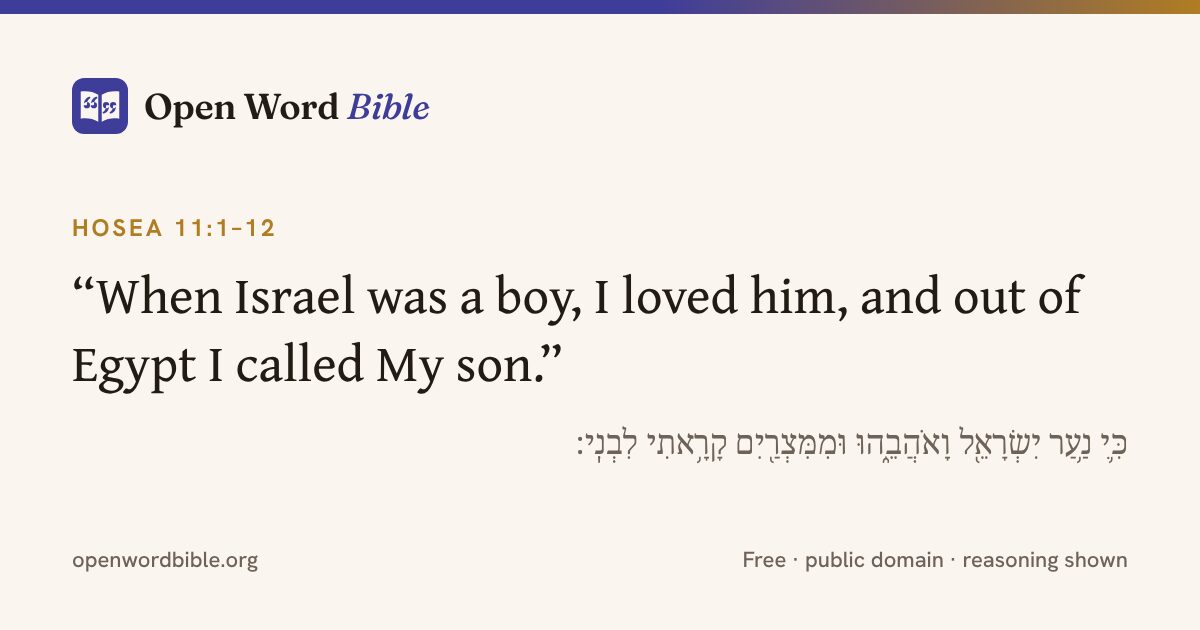 Open Word Bible
HOSEA 11:1–12
“When Israel was a boy, I loved him, and out of
Egypt I called My son.”
כִּ֛י נַ֥עַר יִשְׂרָאֵ֖ל וָאֹהֲבֵ֑הוּ וּמִמִּצְרַ֖יִם קָרָ֥אתִי לִבְנִֽי׃
openwordbible.org
Free · public domain · reasoning shown